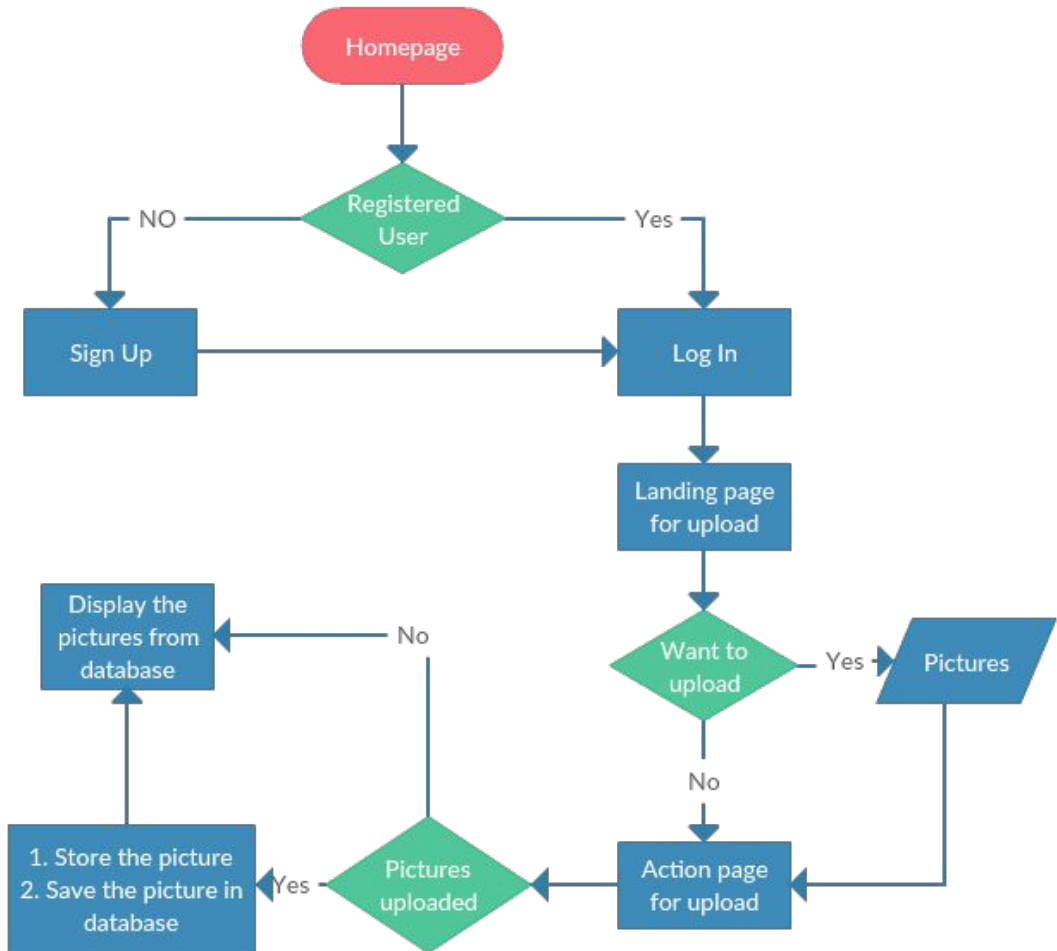 Homepage
Registered
User
NO
Yes
Sign Up
Log In
Landing page
for upload
Display the
pictures from
database
No
Want to
upload
Yes
Pictures
No
1. Store the picture
2. Save the picture in
database
Yes
Pictures
uploaded
Action page
for upload